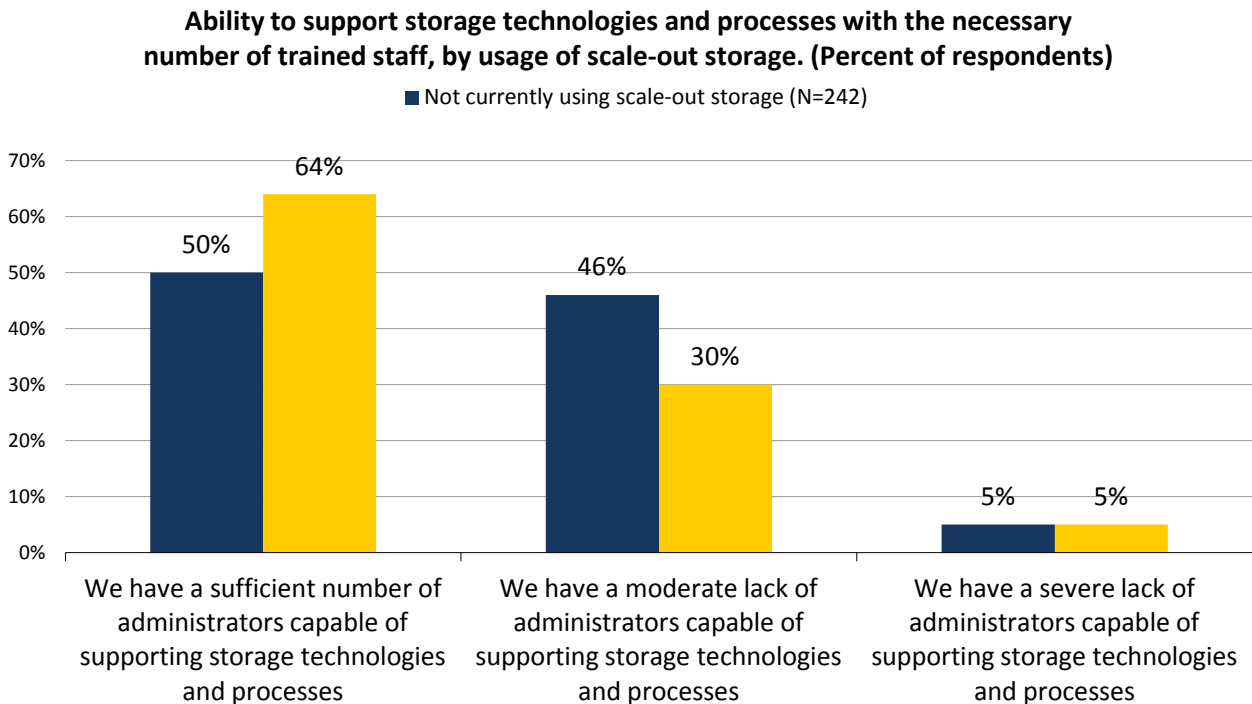 Ability to support storage technologies and processes with the necessary
number of trained staff, by usage of scale-out storage. (Percent of respondents)
Not currently using scale-out storage (N=242)
70%
60%
50%
40%
30%
20%
10%
0%
50%
64%
46%
30%
5%
5%
We have a sufficient number of
administrators capable of
supporting storage technologies
and processes
We have a moderate lack of
administrators capable of
supporting storage technologies
and processes
We have a severe lack of
administrators capable of
supporting storage technologies
and processes